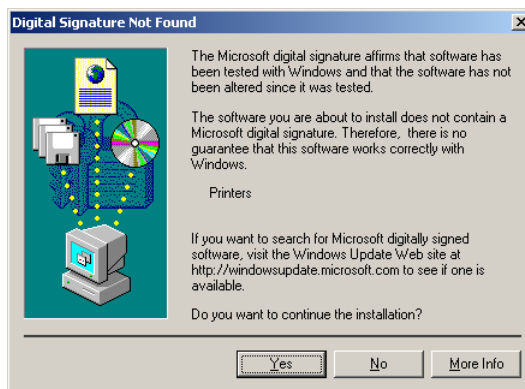 Digital Signature Not Found
The Microsoft digital signature affirms that software has
been tested with Windows and that the software has not
been altered since it was tested.
The software you are about to install does not contain a
Microsoft digital signature. Therefore, there is no
guarantee that this software works correctly with
Windows.
Printers
If you want to search for Microsoft digitally signed
software, visit the Windows Update Web site at
http://windowsupdate.microsoft.com to see if one is
available.
Do you want to continue the installation?
Yes
No
More Info